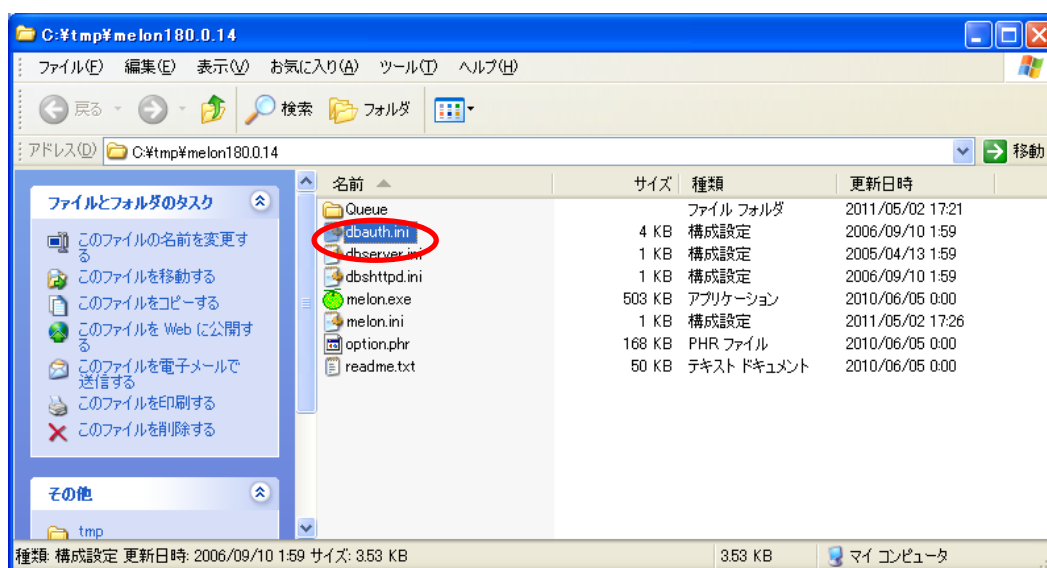 C:¥tmp¥melon180.0.14
ファイル(F) 編集(E) 表示(V) お気に入り(A) ツール(T) ヘルプ(H)
戻る 検索 フォルダ
アドレス(D) C:¥tmp¥melon180.0.14 移動
ファイルとフォルダのタスク
このファイルの名前を変更す
る
このファイルを移動する
このファイルをコピーする
このファイルを Web に公開す
る
このファイルを電子メールで
送信する
このファイルを印刷する
このファイルを削除する
その他
tmp
名前 サイズ 種類 更新日時
Queue ファイル フォルダ 2011/05/02 17:21
dbauth.ini 4 KB 構成設定 2006/09/10 1:59
dbserver.ini 1 KB 構成設定 2005/04/13 1:59
dbshttpd.ini 1 KB 構成設定 2006/09/10 1:59
melon.exe 503 KB アプリケーション 2010/06/05 0:00
melon.ini 1 KB 構成設定 2011/05/02 17:26
option.phr 168 KB PHR ファイル 2010/06/05 0:00
readme.txt 50 KB テキスト ドキュメント 2010/06/05 0:00
種類: 構成設定 更新日時: 2006/09/10 1:59 サイズ: 3.53 KB 3.53 KB マイ コンピュータ